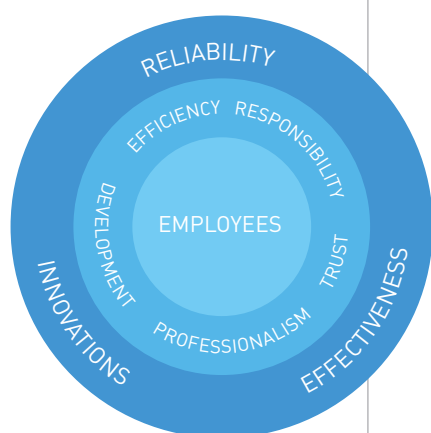 RELIABILITY
EFFICIENCY
RESPONSIBILITY
DEVELOPMENT
EMPLOYEES
TRUST
PROFESSIONALISM
INNOVATIONS
EFFECTIVENESS